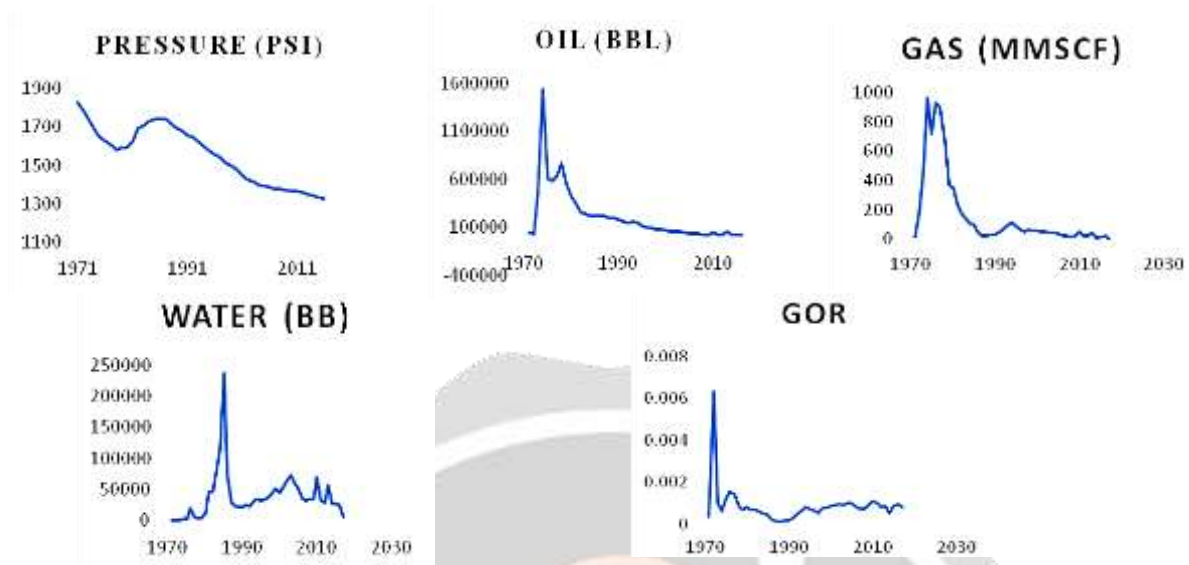 PRESSURE (PSI)
1900
1700
1500
1300
1100
1971 1991 2011
OIL (BBL)
1600000
1100000
600000
100000
-400000
1970 1990 2010
GAS (MMSCF)
1000
800
600
400
200
0
1970 1990 2010 2030
WATER (BB)
250000
200000
150000
100000
50000
0
1970 1990 2010 2030
GOR
0.008
0.006
0.004
0.002
0
1970 1990 2010 2030